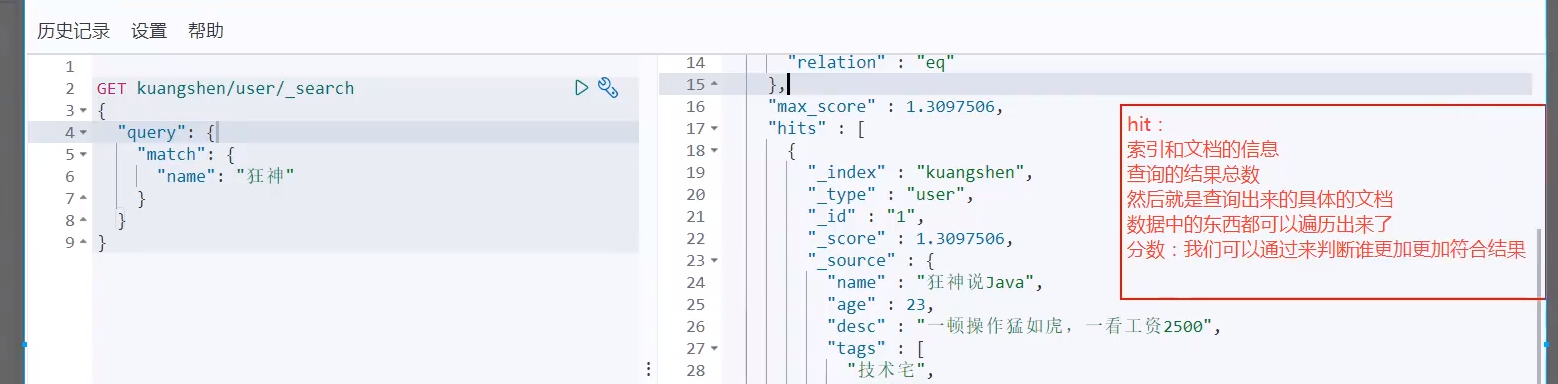 历史记录 设置 帮助
1
2 GET kuangshen/user/_search
3 {
4 "query": {
5 "match": {
6 "name": "狂神"
7 }
8 }
9 }
14 "relation" : "eq"
15 },
16 "max_score" : 1.3097506,
17 "hits" : [
18 {
19 "_index" : "kuangshen",
20 "_type" : "user",
21 "_id" : "1",
22 "_score" : 1.3097506,
23 "_source" : {
24 "name" : "狂神说Java",
25 "age" : 23,
26 "desc" : "一顿操作猛如虎，一看工资2500",
27 "tags" : [
28 "技术宅",
hit：
索引和文档的信息
查询的结果总数
然后就是查询出来的具体的文档
数据中的东西都可以遍历出来了
分数：我们可以通过来判断谁更加更加符合结果